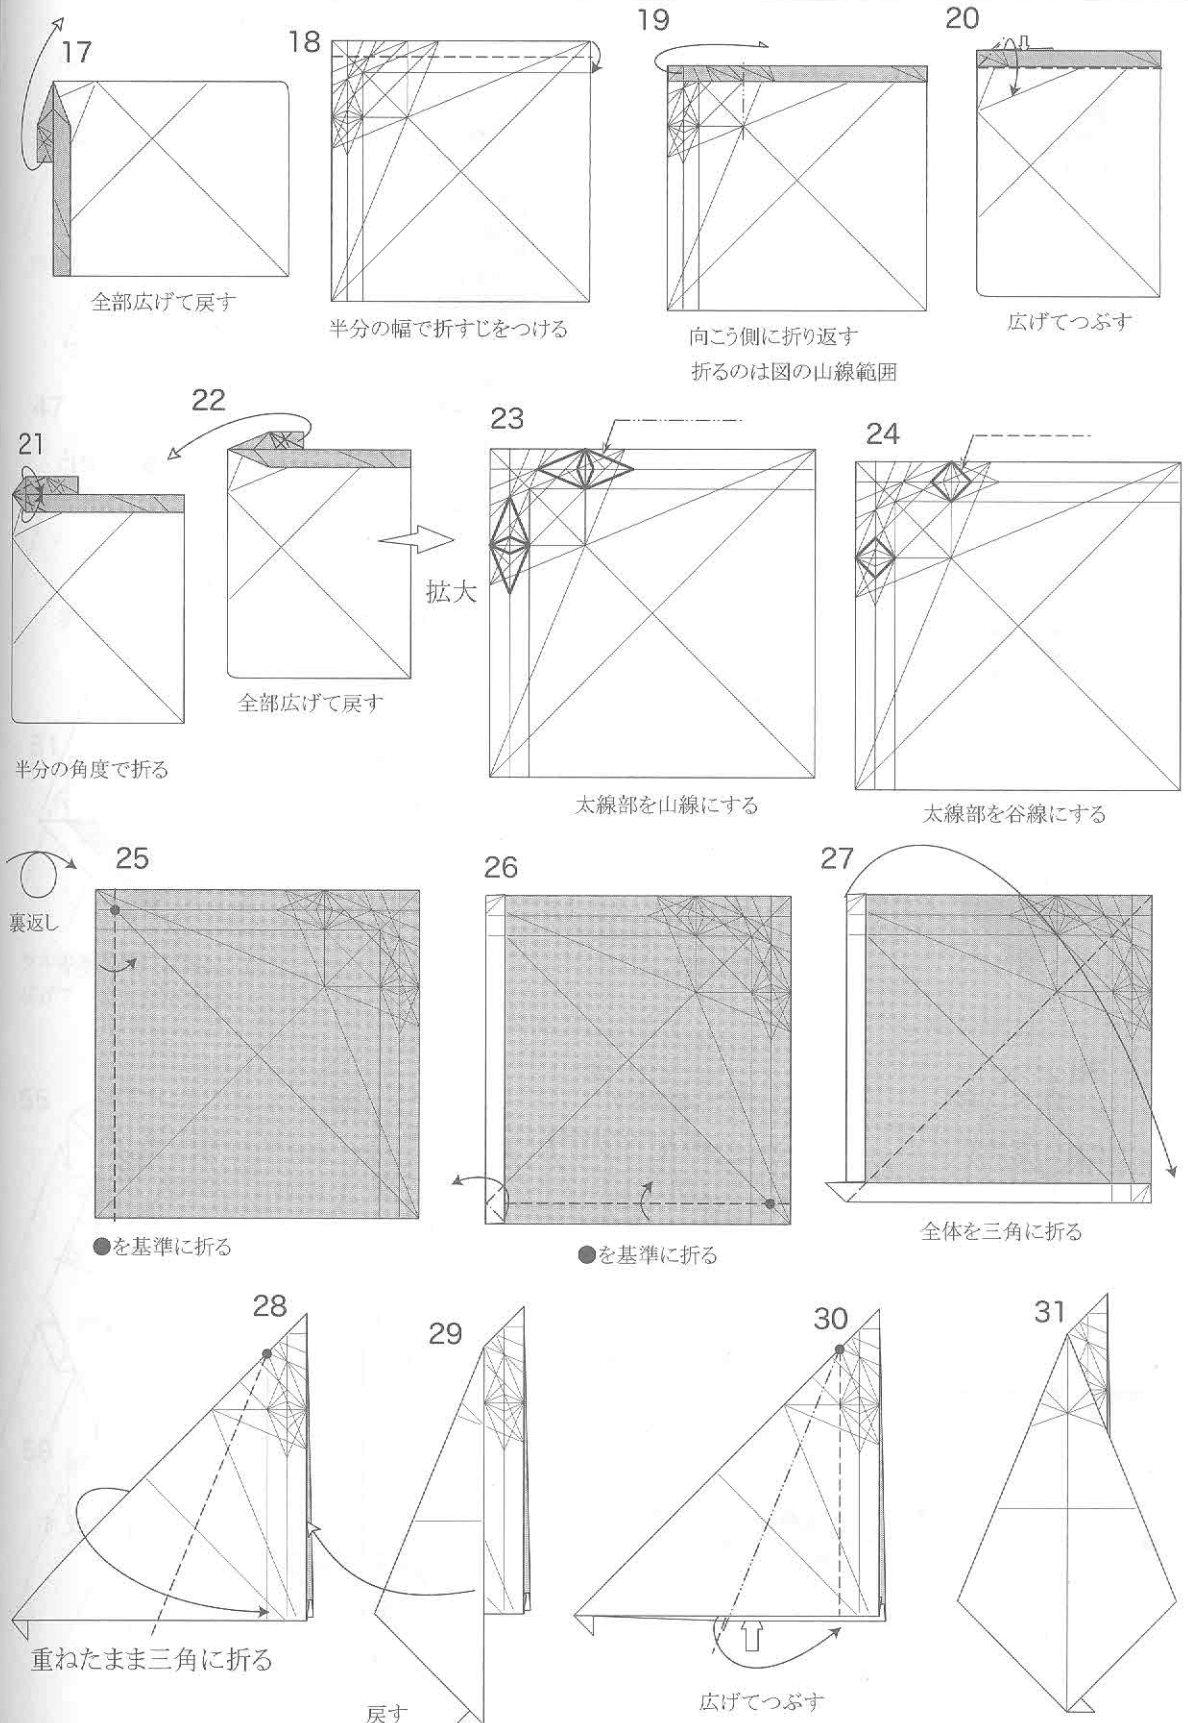 17
全部広げて戻す
18
半分の幅で折すじをつける
19
向こう側に折り返す
折るのは図の山線範囲
20
広げてつぶす
21
半分の角度で折る
22
全部広げて戻す
拡大
23
太線部を山線にする
24
太線部を谷線にする
裏返し
25
●を基準に折る
26
●を基準に折る
27
全体を三角に折る
28
重ねたまま三角に折る
29
戻す
30
広げてつぶす
31